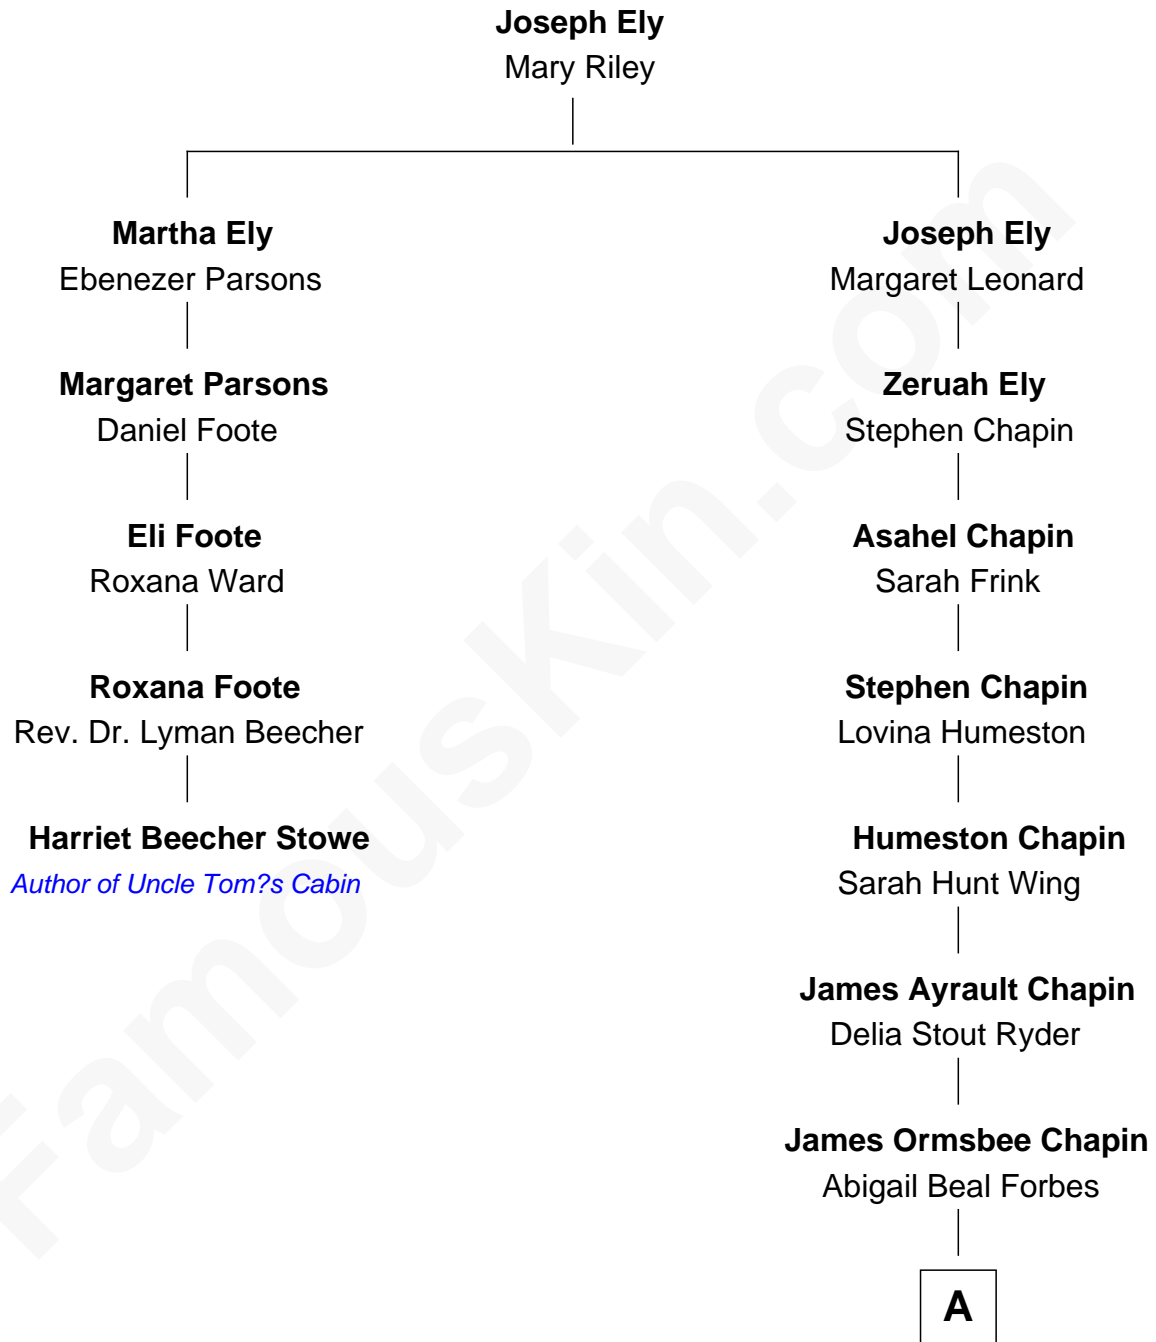 Joseph Ely
Mary Riley
Martha Ely
Ebenezer Parsons
Margaret Parsons
Daniel Foote
Eli Foote
Roxana Ward
Roxana Foote
Rev. Dr. Lyman Beecher
Harriet Beecher Stowe
Author of Uncle Tom?s Cabin
Joseph Ely
Margaret Leonard
Zeruah Ely
Stephen Chapin
Asahel Chapin
Sarah Frink
Stephen Chapin
Lovina Humeston
Humeston Chapin
Sarah Hunt Wing
James Ayrault Chapin
Delia Stout Ryder
James Ormsbee Chapin
Abigail Beal Forbes
A
FamousKin.com